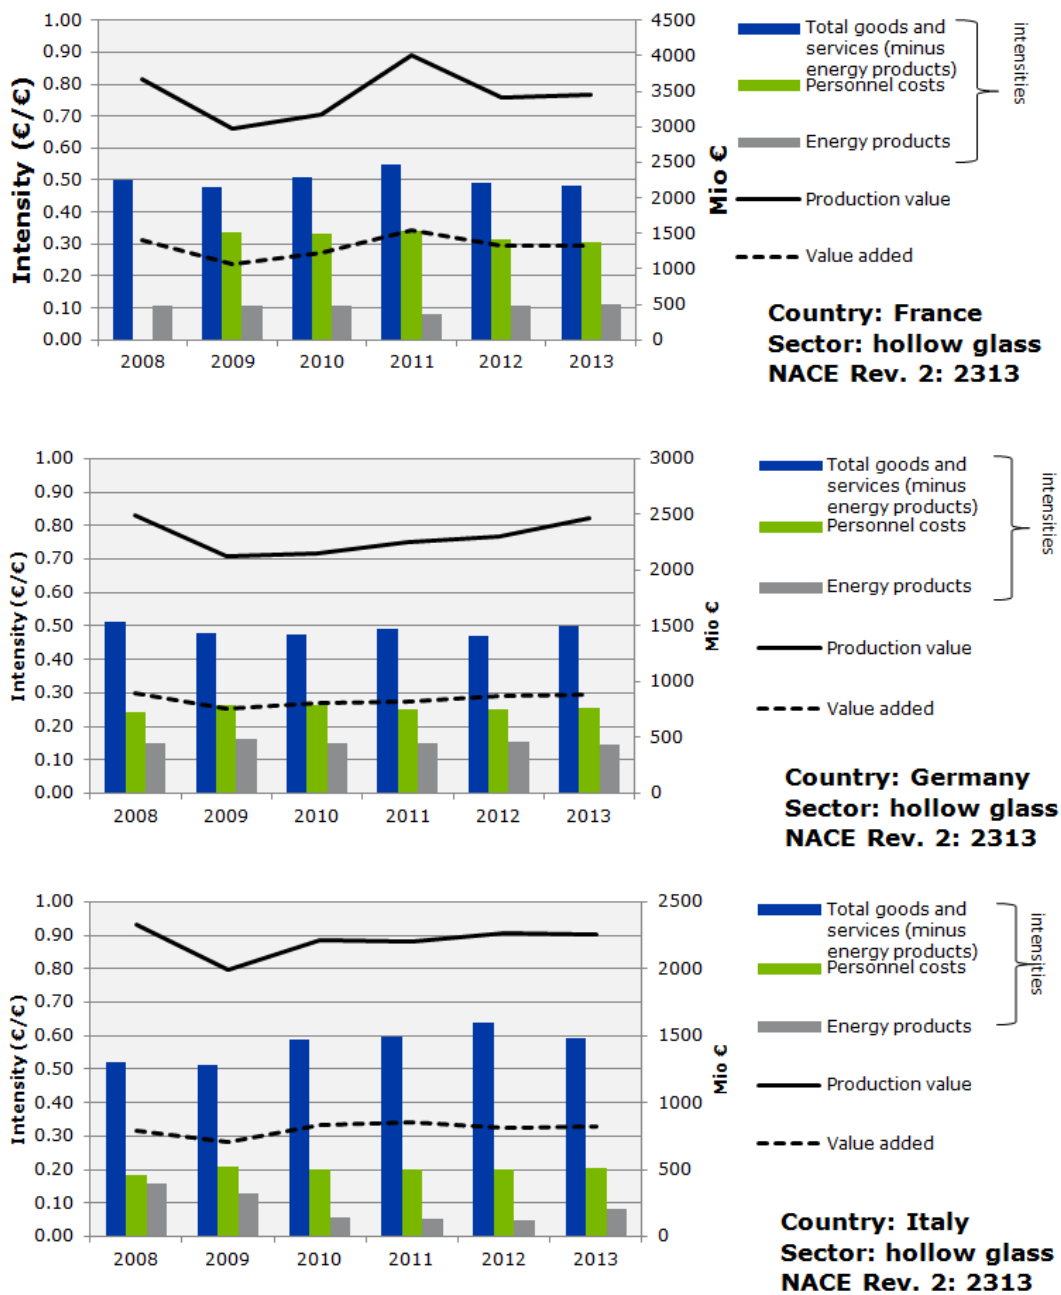 1.00
0.90
0.80
0.70
0.60
0.50
0.40
0.30
0.20
0.10
0.00
Intensity (€/€)
4500
4000
3500
3000
2500
2000
1500
1000
500
0
Mio €
2008 2009 2010 2011 2012 2013
Total goods and
services (minus
energy products)
Personnel costs
Energy products
intensities
Production value
Value added
Country: France
Sector: hollow glass
NACE Rev. 2: 2313
1.00
0.90
0.80
0.70
0.60
0.50
0.40
0.30
0.20
0.10
0.00
Intensity (€/€)
3000
2500
2000
1500
1000
500
0
Mio €
2008 2009 2010 2011 2012 2013
Total goods and
services (minus
energy products)
Personnel costs
Energy products
intensities
Production value
Value added
Country: Germany
Sector: hollow glass
NACE Rev. 2: 2313
1.00
0.90
0.80
0.70
0.60
0.50
0.40
0.30
0.20
0.10
0.00
Intensity (€/€)
2500
2000
1500
1000
500
0
Mio €
2008 2009 2010 2011 2012 2013
Total goods and
services (minus
energy products)
Personnel costs
Energy products
intensities
Production value
Value added
Country: Italy
Sector: hollow glass
NACE Rev. 2: 2313